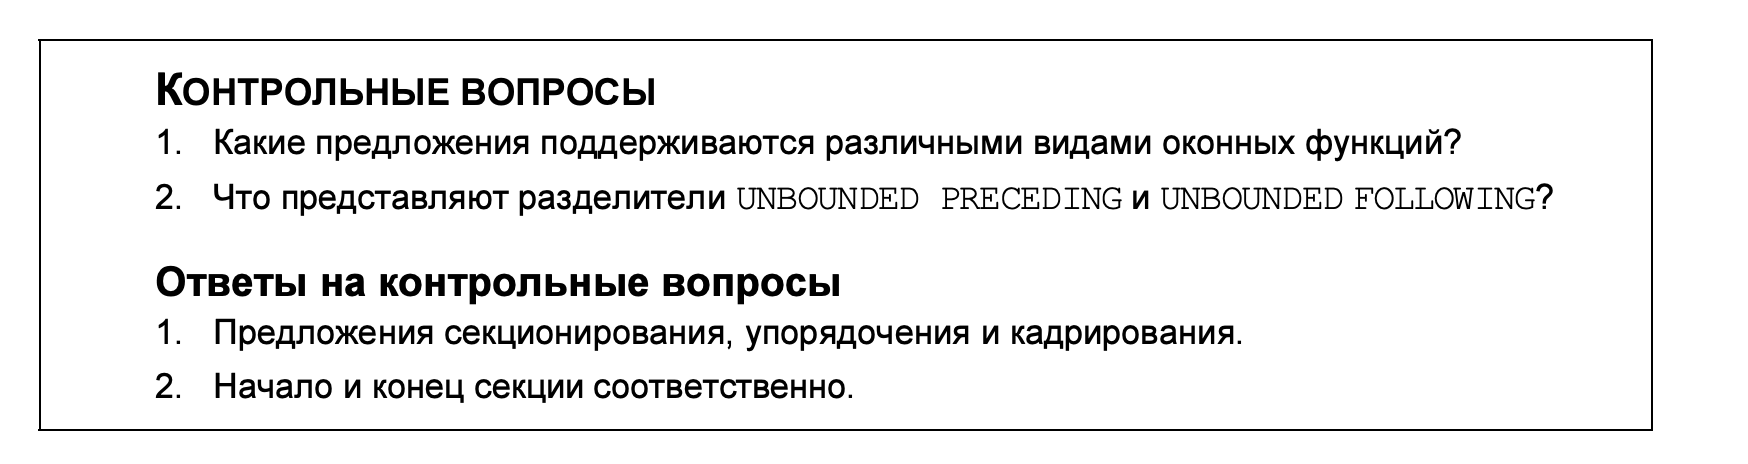 КОНТРОЛЬНЫЕ ВОПРОСЫ
1. Какие предложения поддерживаются различными видами оконных функций?
2. Что представляют разделители UNBOUNDED PRECEDING и UNBOUNDED FOLLOWING?
Ответы на контрольные вопросы
1. Предложения секционирования, упорядочения и кадрирования.
2. Начало и конец секции соответственно.